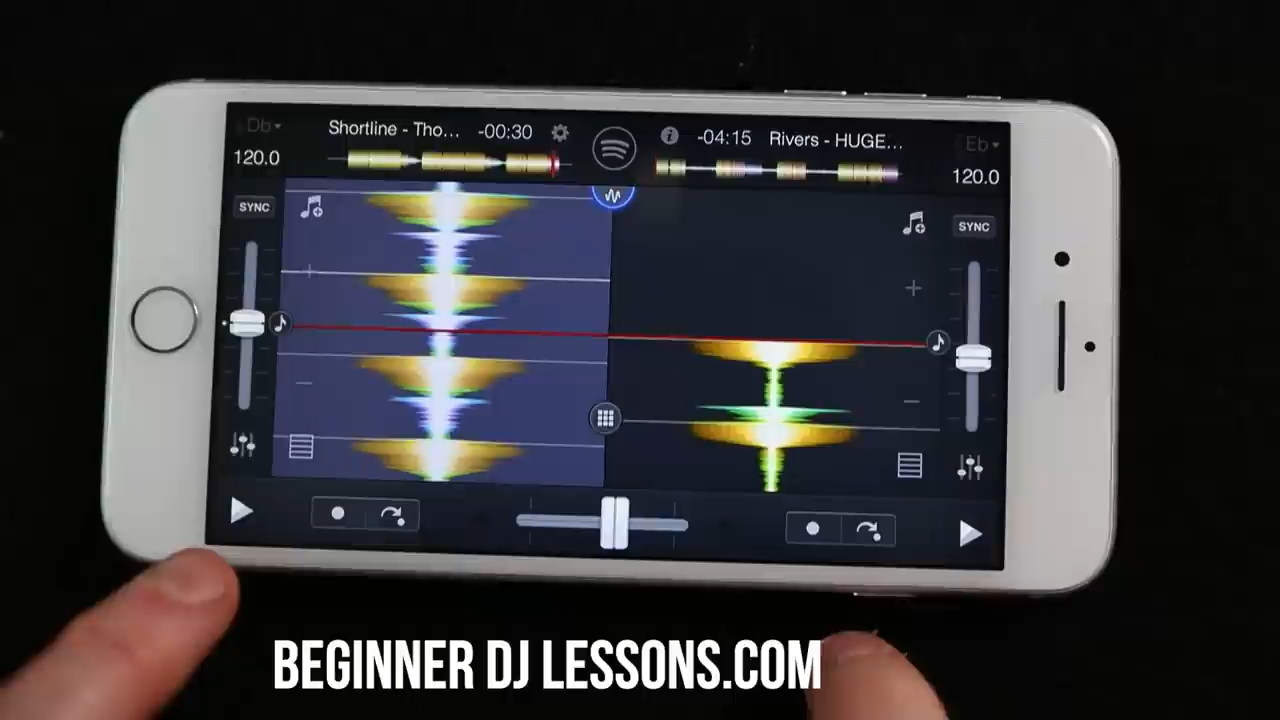 Db
Shortline - Tho...
-00:30
-04:15
Rivers - HUGE...
Eb
120.0
120.0
SYNC
SYNC
BEGINNER DJ LESSONS.COM